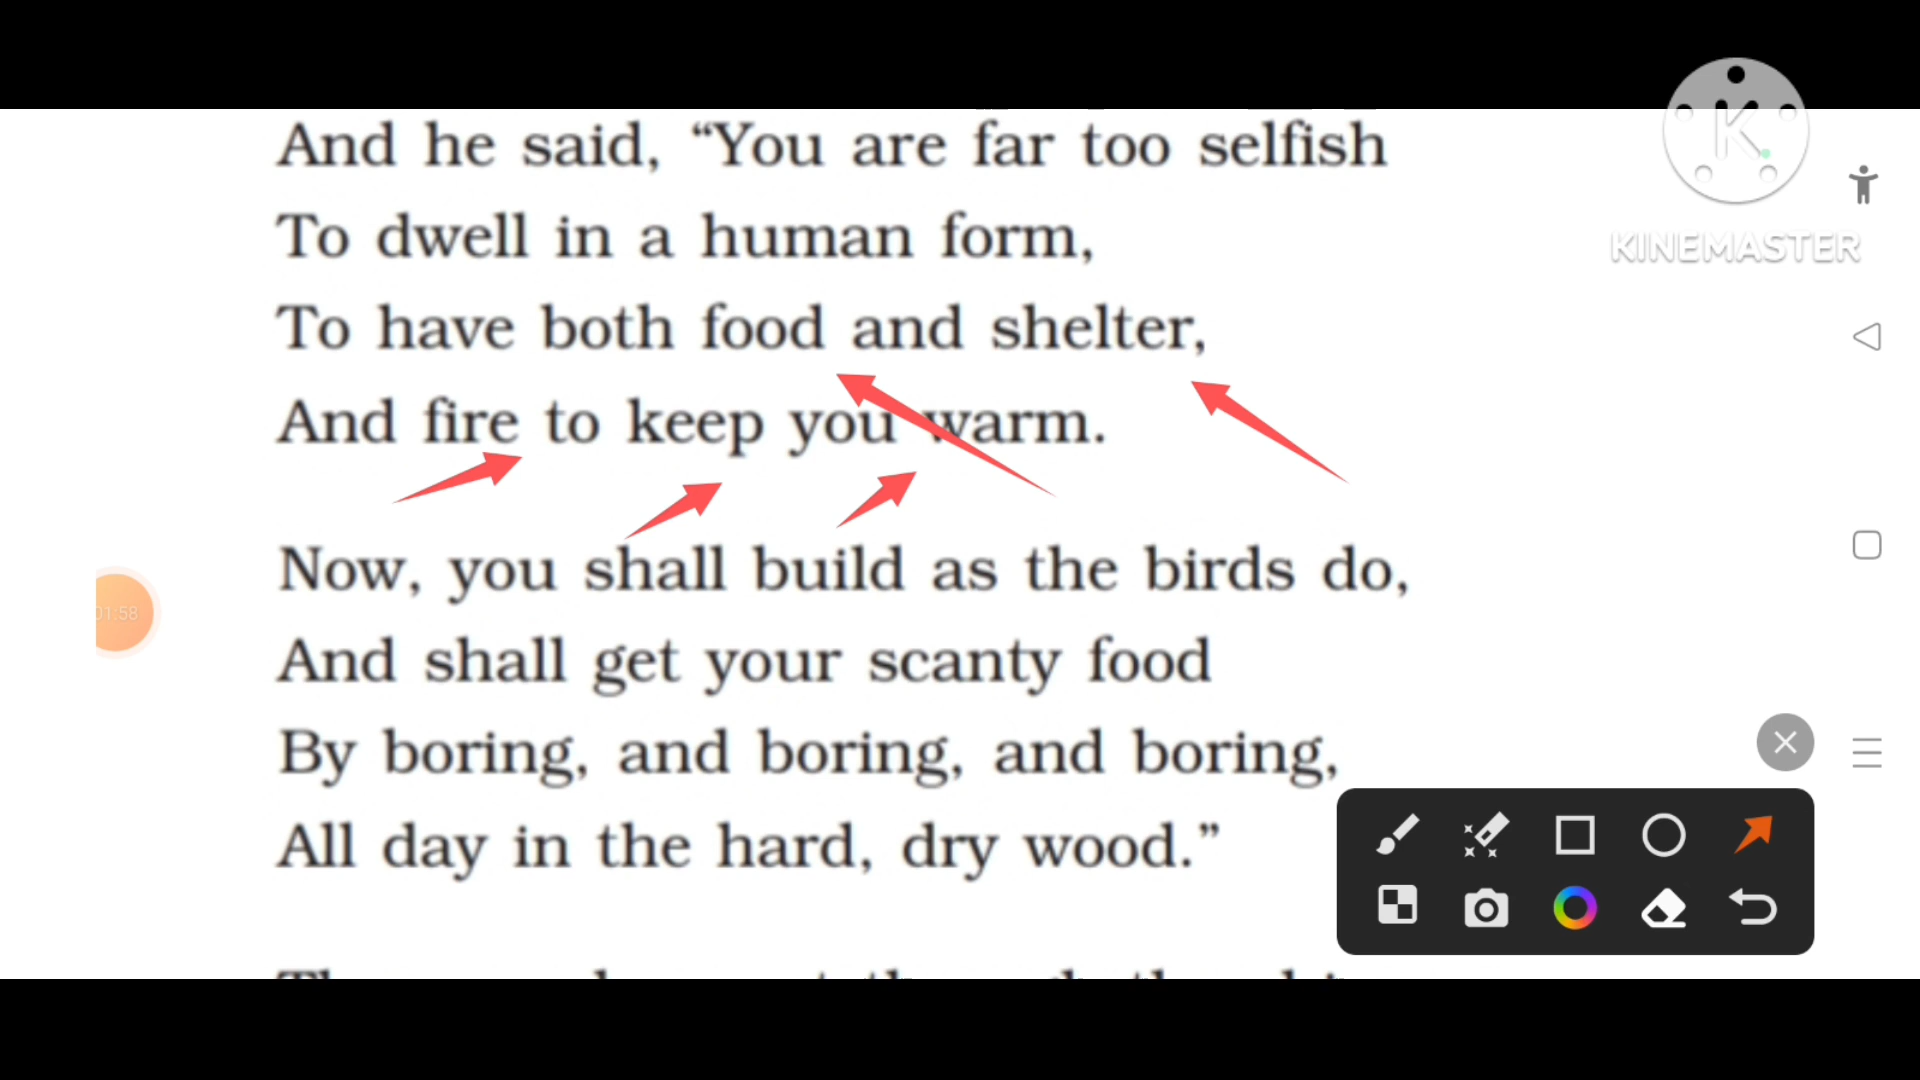 And he said, “You are far too selfish
To dwell in a human form,
To have both food and shelter,
And fire to keep you warm.
Now, you shall build as the birds do,
And shall get your scanty food
By boring, and boring, and boring,
All day in the hard, dry wood.”
KINEMASTER
01:58